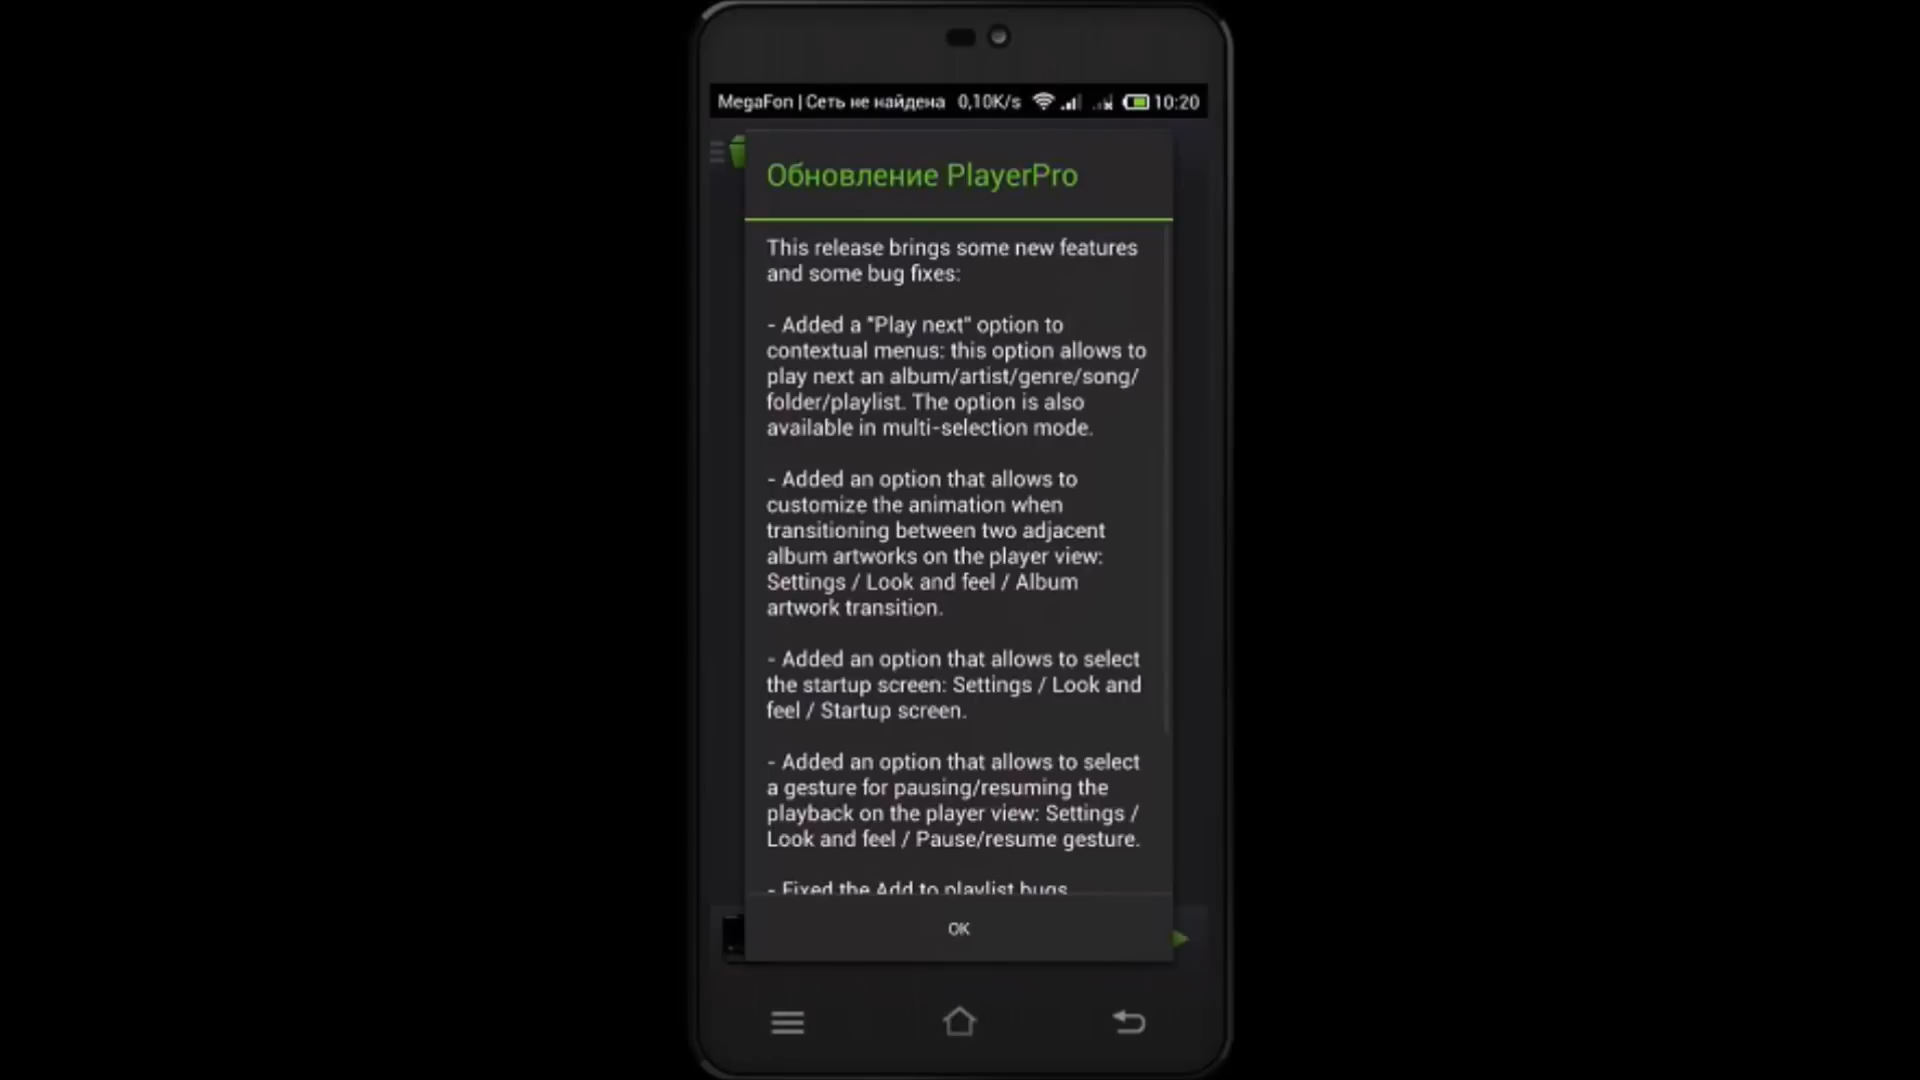 MegaFon | Сеть не найдена 0,10K/s 10:20
Обновление PlayerPro
This release brings some new features
and some bug fixes:
- Added a "Play next" option to
contextual menus: this option allows to
play next an album/artist/genre/song/
folder/playlist. The option is also
available in multi-selection mode.
- Added an option that allows to
customize the animation when
transitioning between two adjacent
album artworks on the player view:
Settings / Look and feel / Album
artwork transition.
- Added an option that allows to select
the startup screen: Settings / Look and
feel / Startup screen.
- Added an option that allows to select
a gesture for pausing/resuming the
playback on the player view: Settings /
Look and feel / Pause/resume gesture.
- Fixed the Add to playlist bugs
OK